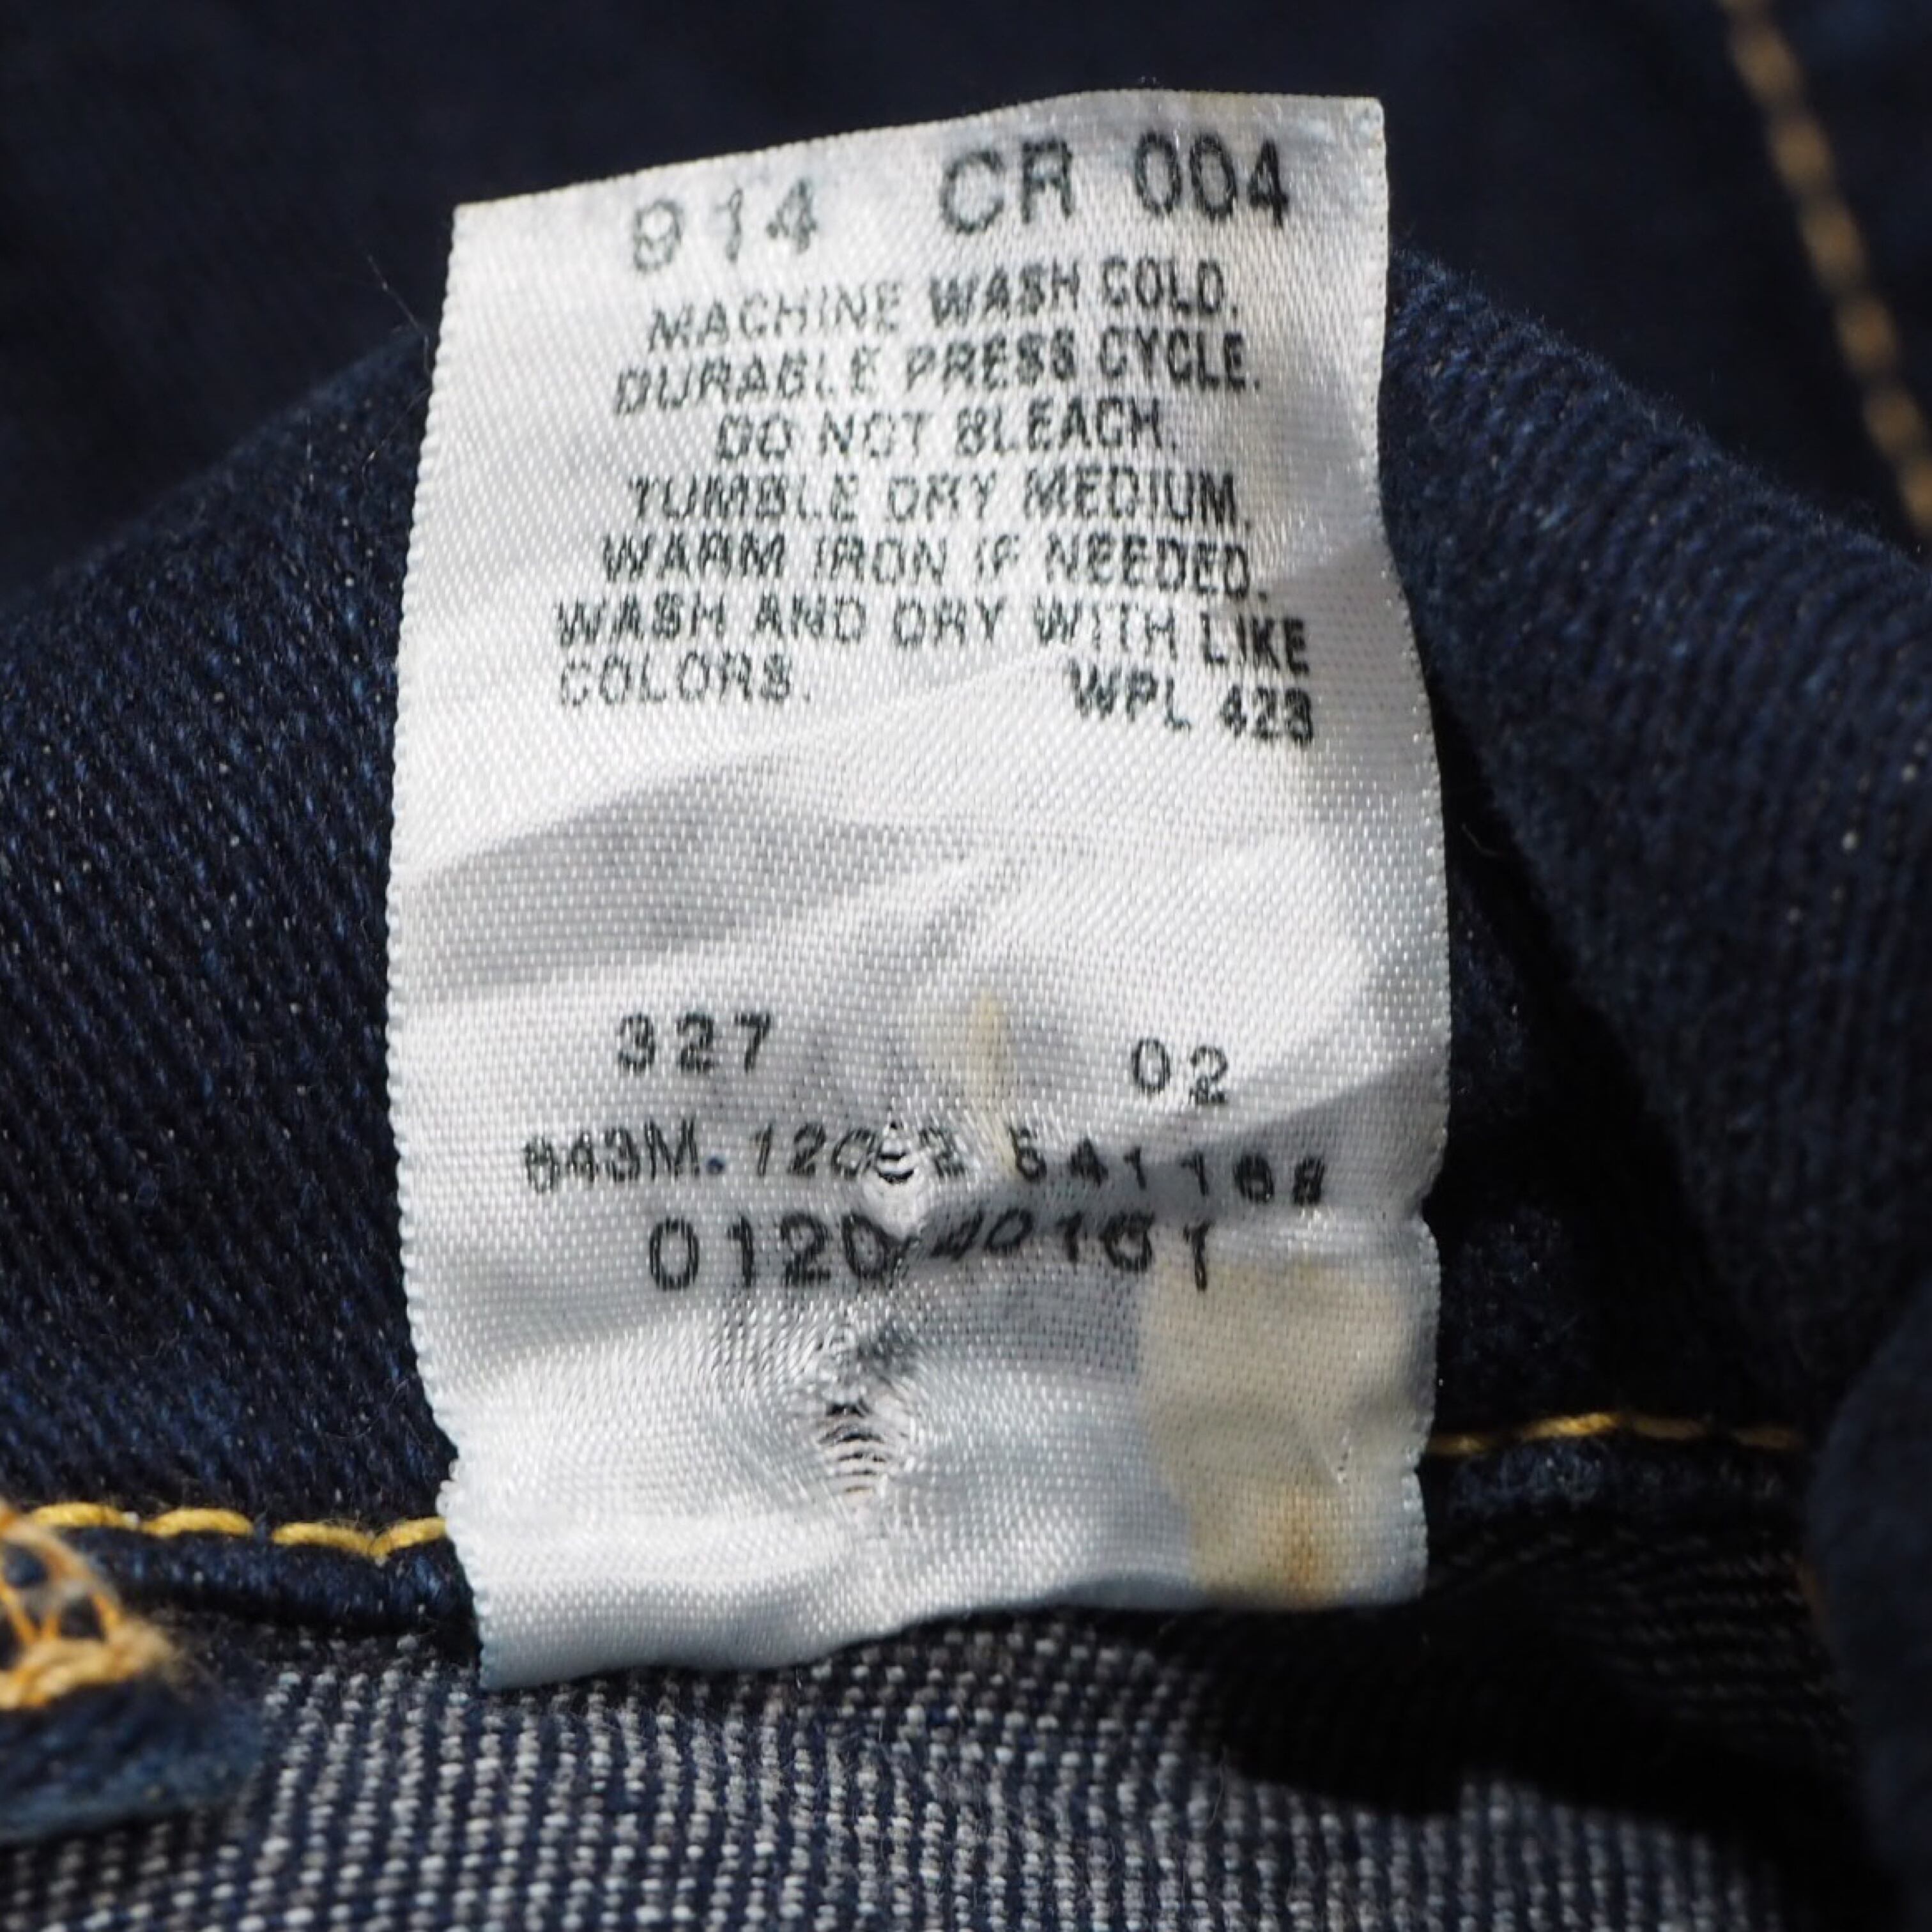 914 CR 004
MACHINE WASH COLD.
DURABLE PRESS CYCLE.
DO NOT BLEACH.
TUMBLE DRY MEDIUM.
WARM IRON IF NEEDED.
WASH AND DRY WITH LIKE
COLORS. WPL 423
327 02